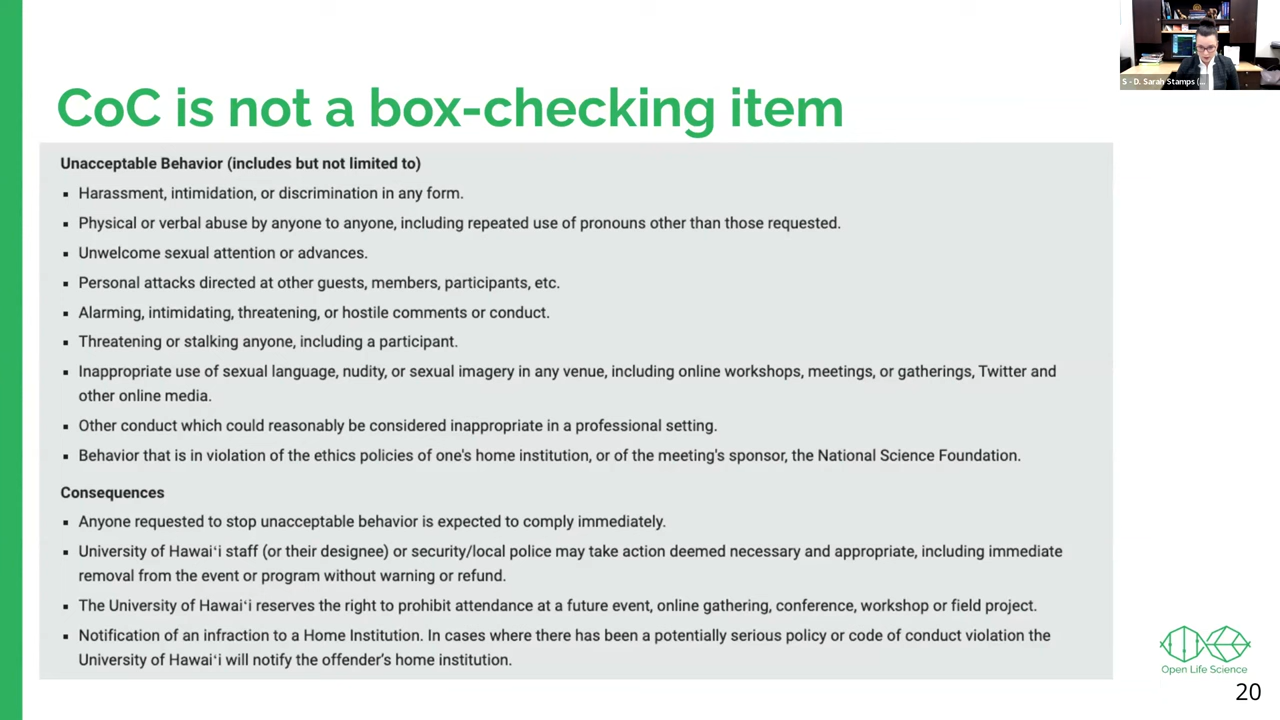 S - D. Sarah Stamps (...
CoC is not a box-checking item
Unacceptable Behavior (includes but not limited to)
▪ Harassment, intimidation, or discrimination in any form.
▪ Physical or verbal abuse by anyone to anyone, including repeated use of pronouns other than those requested.
▪ Unwelcome sexual attention or advances.
▪ Personal attacks directed at other guests, members, participants, etc.
▪ Alarming, intimidating, threatening, or hostile comments or conduct.
▪ Threatening or stalking anyone, including a participant.
▪ Inappropriate use of sexual language, nudity, or sexual imagery in any venue, including online workshops, meetings, or gatherings, Twitter and
other online media.
▪ Other conduct which could reasonably be considered inappropriate in a professional setting.
▪ Behavior that is in violation of the ethics policies of one's home institution, or of the meeting's sponsor, the National Science Foundation.
Consequences
▪ Anyone requested to stop unacceptable behavior is expected to comply immediately.
▪ University of Hawaiʻi staff (or their designee) or security/local police may take action deemed necessary and appropriate, including immediate
removal from the event or program without warning or refund.
▪ The University of Hawaiʻi reserves the right to prohibit attendance at a future event, online gathering, conference, workshop or field project.
▪ Notification of an infraction to a Home Institution. In cases where there has been a potentially serious policy or code of conduct violation the
University of Hawaiʻi will notify the offender's home institution.
Open Life Science
20